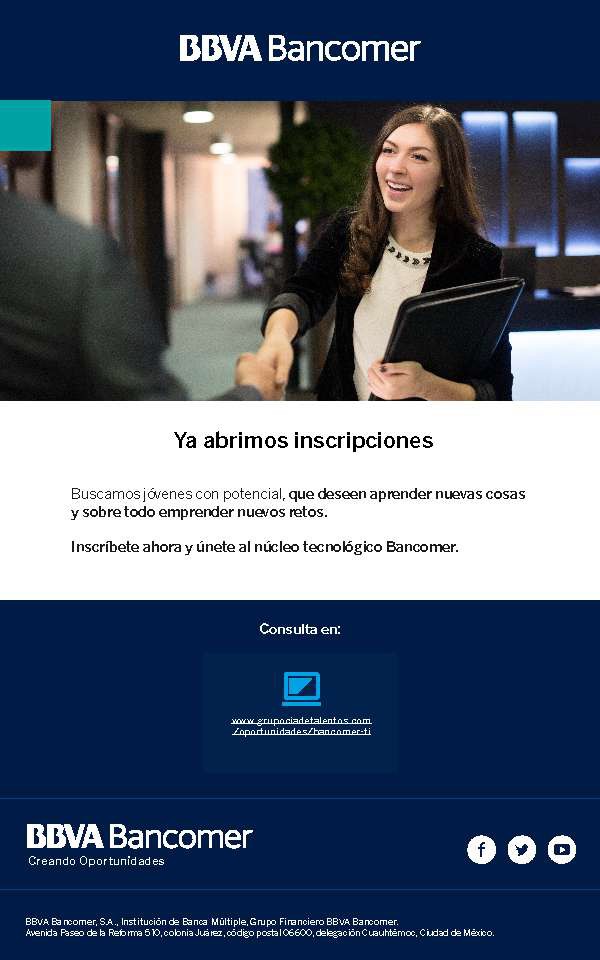 BBVA Bancomer
Ya abrimos inscripciones
Buscamos jóvenes con potencial, que deseen aprender nuevas cosas
y sobre todo emprender nuevos retos.
Inscríbete ahora y únete al núcleo tecnológico Bancomer.
Consulta en:
www.grupociadetalentos.com
/oportunidades/bancomer-ti
BBVA Bancomer
Creando Oportunidades
BBVA Bancomer, S.A., Institución de Banca Múltiple, Grupo Financiero BBVA Bancomer.
Avenida Paseo de la Reforma 510, colonia Juárez, código postal 06600, delegación Cuauhtémoc, Ciudad de México.